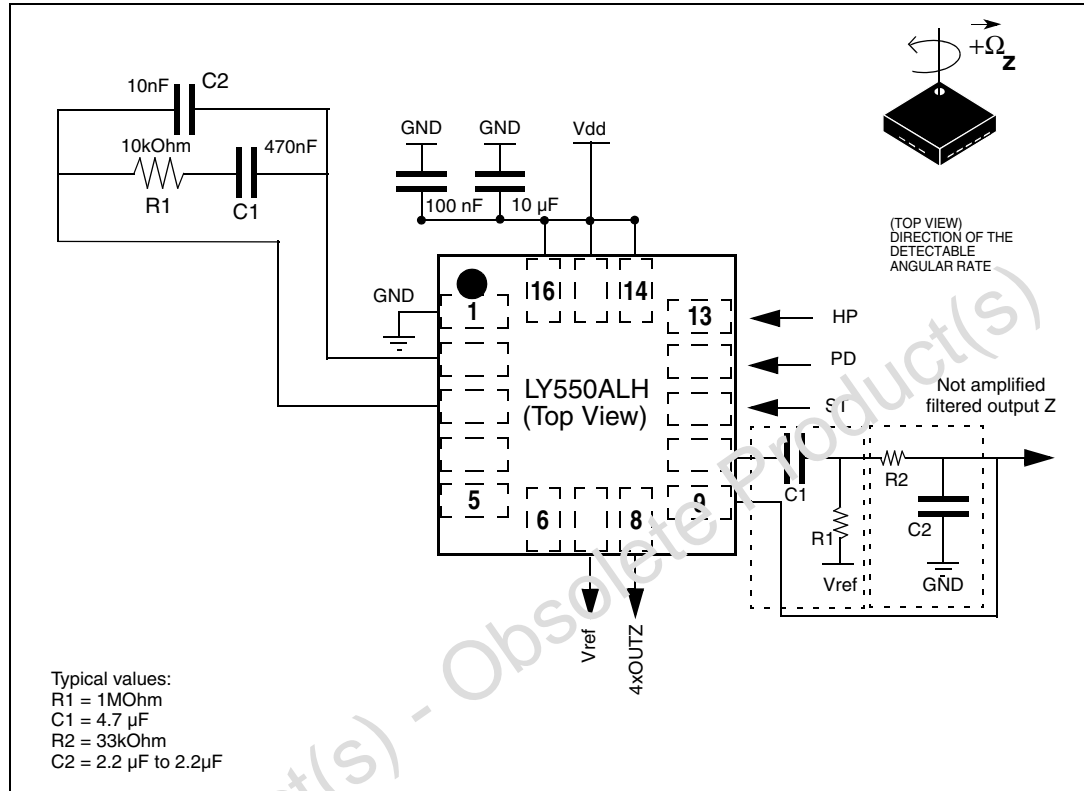 10nF
C2
10kOhm
470nF
R1
C1
GND
GND
Vdd
100 nF
10 µF
+Ω
z
(TOP VIEW)
DIRECTION OF THE
DETECTABLE
ANGULAR RATE
GND
1
16
14
13
HP
PD
ST
LY550ALH
(Top View)
Not amplified
filtered output Z
5
6
8
9
C1
R1
Vref
R2
C2
GND
Vref
4xOUTZ
Typical values:
R1 = 1MOhm
C1 = 4.7 µF
R2 = 33kOhm
C2 = 2.2 µF to 2.2µF
ct(s) - Obsolete Product(s)